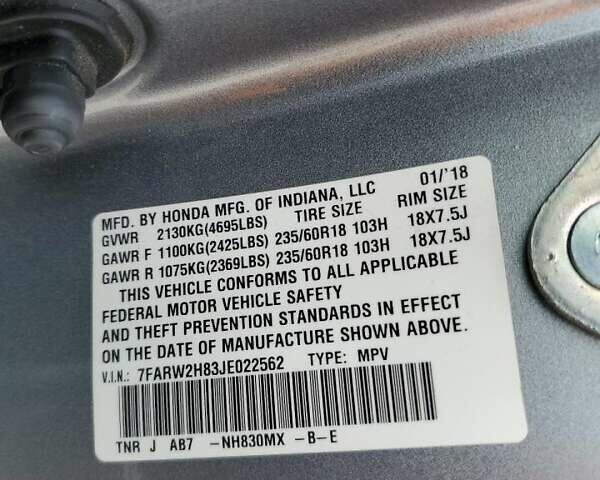 MFD. BY HONDA MFG. OF INDIANA, LLC 01/'18
GVWR 2130KG(4695LBS) TIRE SIZE RIM SIZE
GAWR F 1100KG(2425LBS) 235/60R18 103H 18X7.5J
GAWR R 1075KG(2369LBS) 235/60R18 103H 18X7.5J
THIS VEHICLE CONFORMS TO ALL APPLICABLE
FEDERAL MOTOR VEHICLE SAFETY
AND THEFT PREVENTION STANDARDS IN EFFECT
ON THE DATE OF MANUFACTURE SHOWN ABOVE.
V.I.N.: 7FARW2H83JE022562 TYPE: MPV
TNR J AB7 -NH830MX -B-E